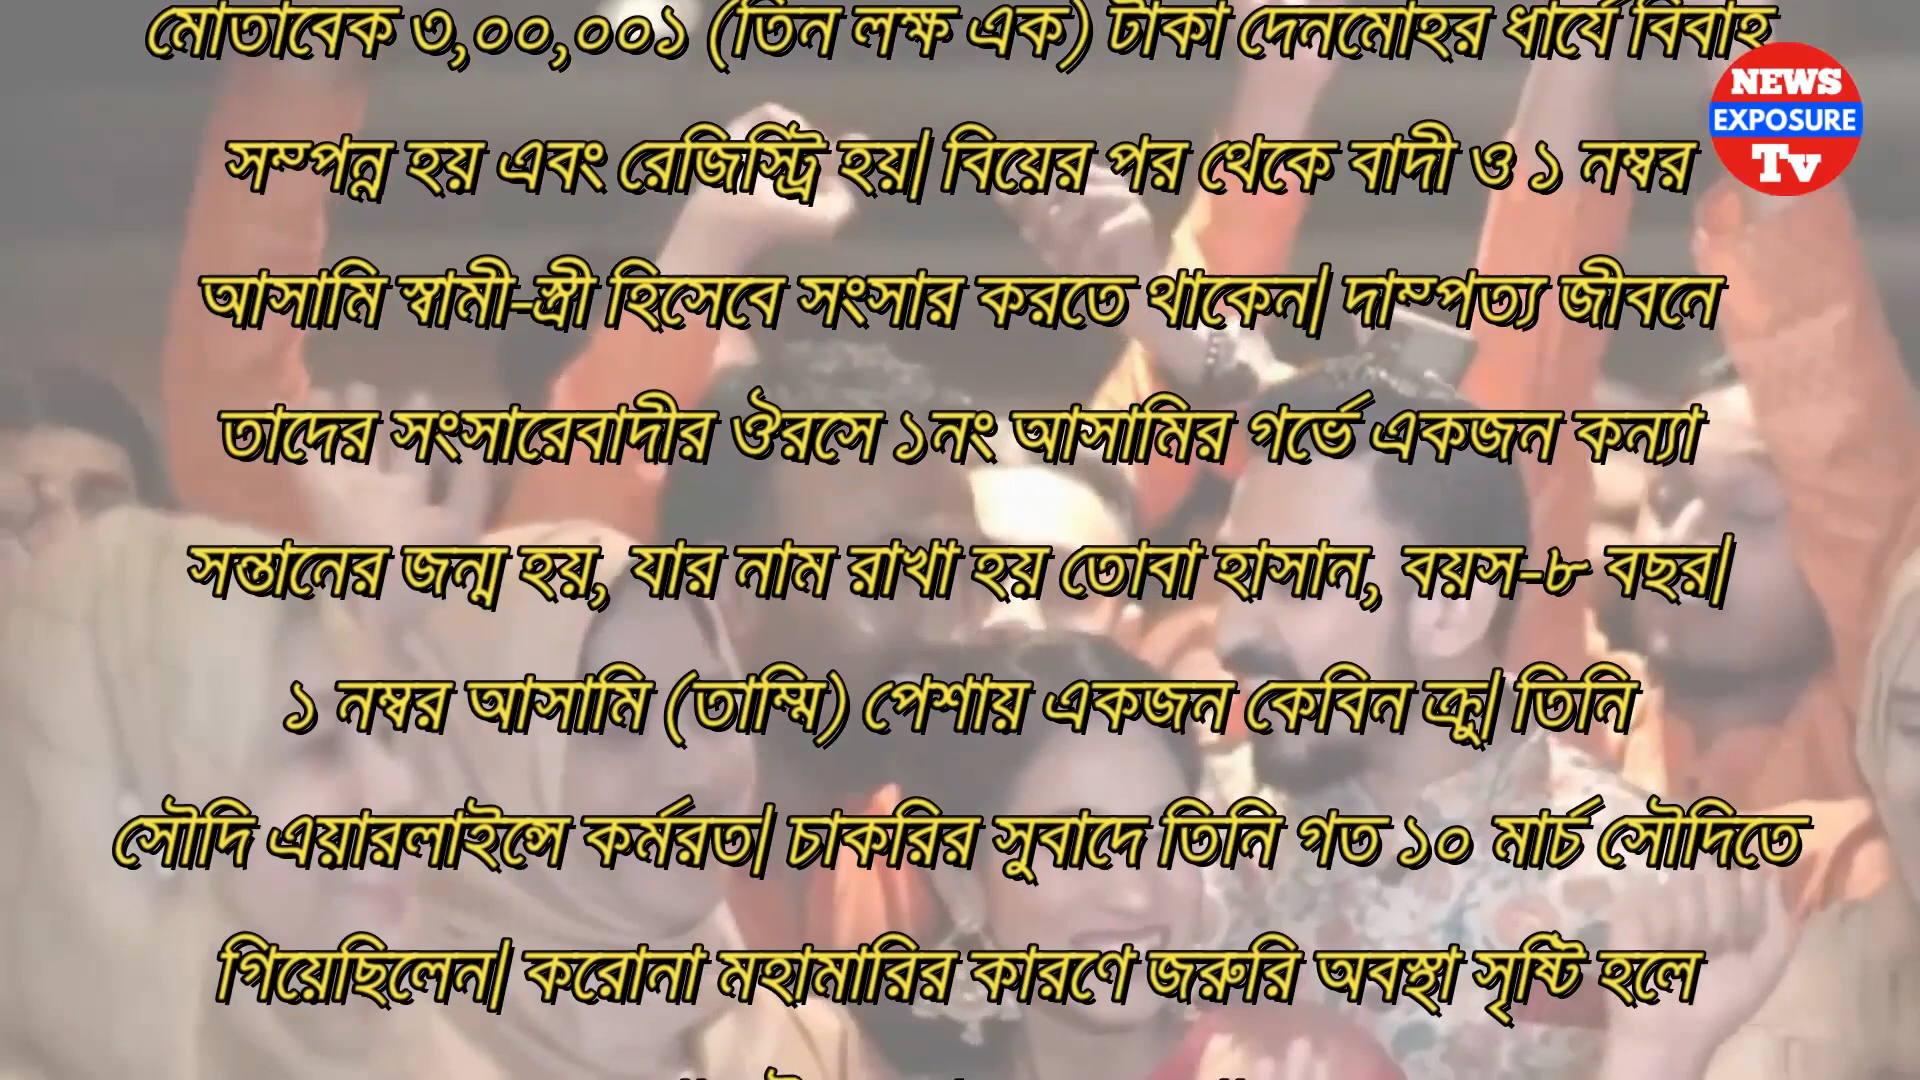 মোতাবেক ৩,০০,০০১ (তিন লক্ষ এক) টাকা দেনমোহর ধার্যে বিবাহ
NEWS
EXPOSURE
Tv
সম্পন্ন হয় এবং রেজিস্ট্রি হয়| বিয়ের পর থেকে বাদী ও ১ নম্বর
আসামি স্বামী-স্ত্রী হিসেবে সংসার করতে থাকেন| দাম্পত্য জীবনে
তাদের সংসারেবাদীর ঔরসে ১নং আসামির গর্ভে একজন কন্যা
সন্তানের জন্ম হয়, যার নাম রাখা হয় তোবা হাসান, বয়স-৮ বছর|
১ নম্বর আসামি (তাম্মি) পেশায় একজন কেবিন ক্রু| তিনি
সৌদি এয়ারলাইন্সে কর্মরত| চাকরির সুবাদে তিনি গত ১০ মার্চ সৌদিতে
গিয়েছিলেন| করোনা মহামারির কারণে জরুরি অবস্থা সৃষ্টি হলে